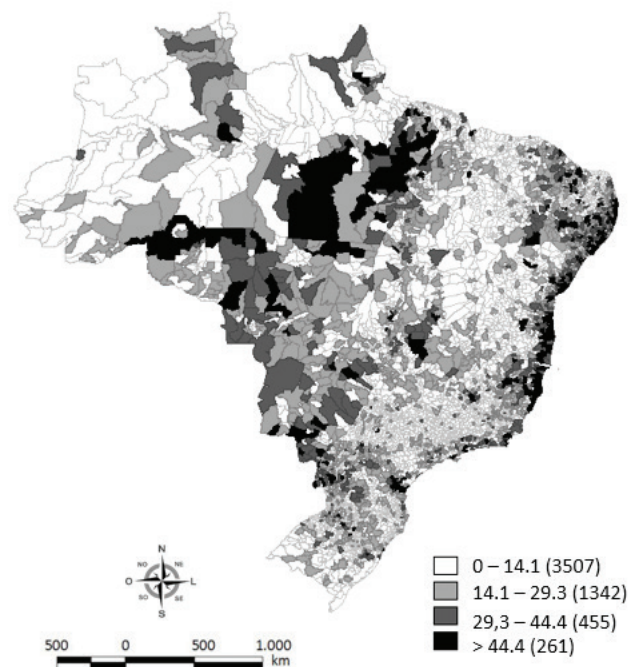 N
NO NE
O L
SO SE
S
0 – 14.1 (3507)
14.1 – 29.3 (1342)
29,3 – 44.4 (455)
> 44.4 (261)
500 0 500 1.000
km